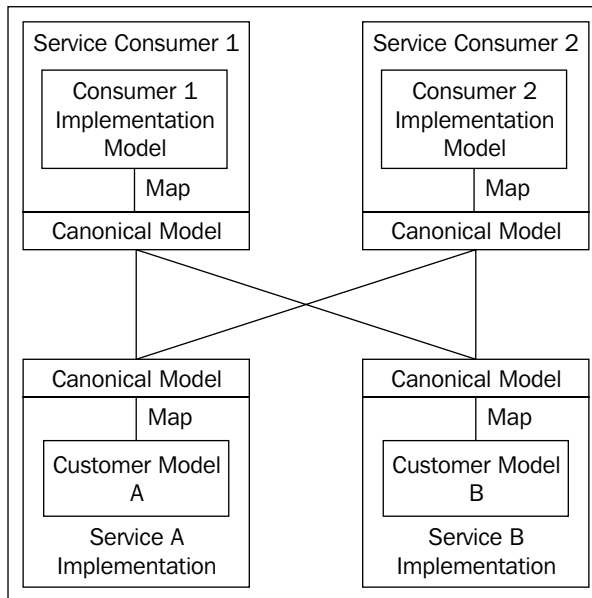 Service Consumer 1
Consumer 1
Implementation
Model
Map
Canonical Model
Service Consumer 2
Consumer 2
Implementation
Model
Map
Canonical Model
Canonical Model
Map
Customer Model
A
Service A
Implementation
Canonical Model
Map
Customer Model
B
Service B
Implementation